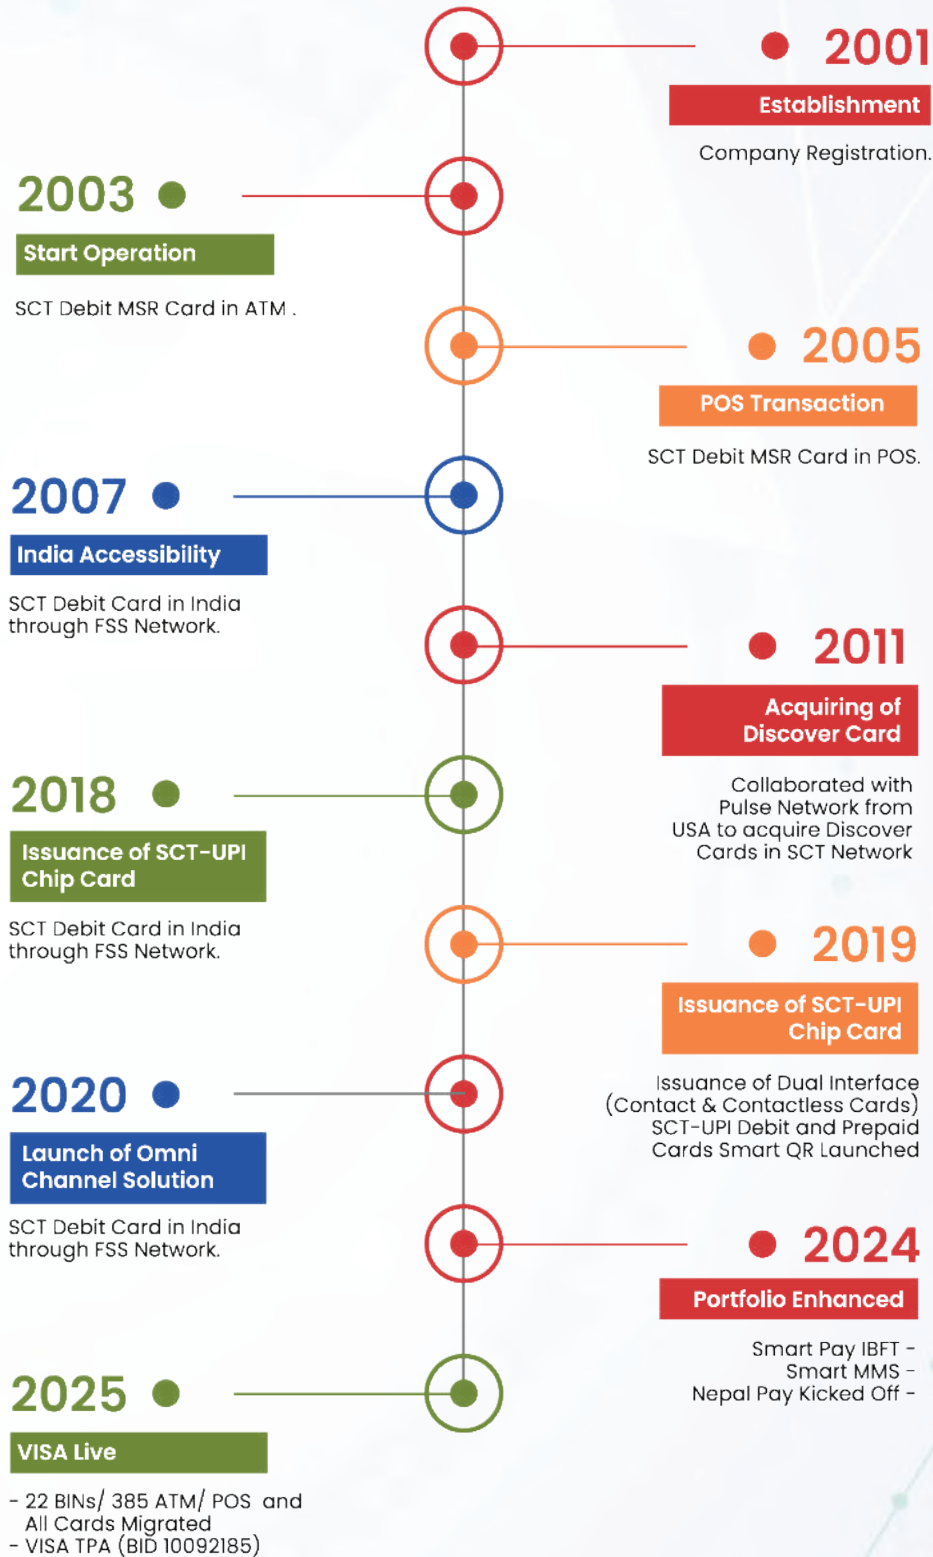 2001
Establishment
Company Registration.
2003
Start Operation
SCT Debit MSR Card in ATM .
2005
POS Transaction
SCT Debit MSR Card in POS.
2007
India Accessibility
SCT Debit Card in India
through FSS Network.
2011
Acquiring of
Discover Card
Collaborated with
Pulse Network from
USA to acquire Discover
Cards in SCT Network
2018
Issuance of SCT-UPI
Chip Card
SCT Debit Card in India
through FSS Network.
2019
Issuance of SCT-UPI
Chip Card
Issuance of Dual Interface
(Contact & Contactless Cards)
SCT-UPI Debit and Prepaid
Cards Smart QR Launched
2020
Launch of Omni
Channel Solution
SCT Debit Card in India
through FSS Network.
2024
Portfolio Enhanced
Smart Pay IBFT -
Smart MMS -
Nepal Pay Kicked Off -
2025
VISA Live
- 22 BINs/ 385 ATM/ POS and
All Cards Migrated
- VISA TPA (BID 10092185)